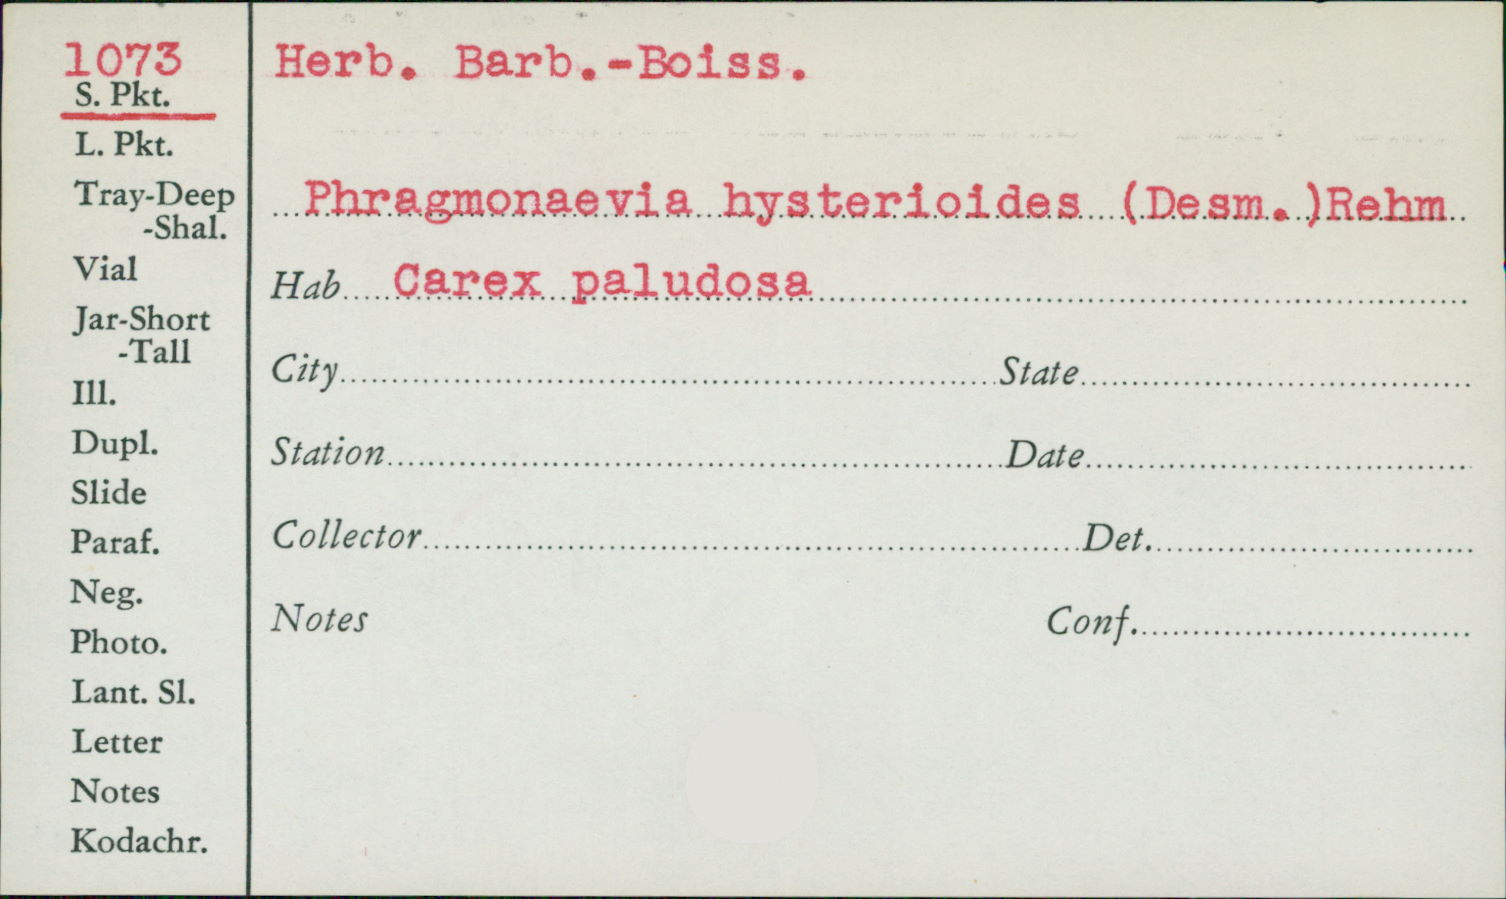 1073
S. Pkt.
L. Pkt.
Tray-Deep
-Shal.
Vial
Jar-Short
-Tall
Ill.
Dupl.
Slide
Paraf.
Neg.
Photo.
Lant. Sl.
Letter
Notes
Kodachr.
Herb. Barb.-Boiss.
Phragmonaevia hysterioides (Desm.)Rehm
Hab Carex paludosa
City State
Station Date
Collector Det.
Notes Conf.